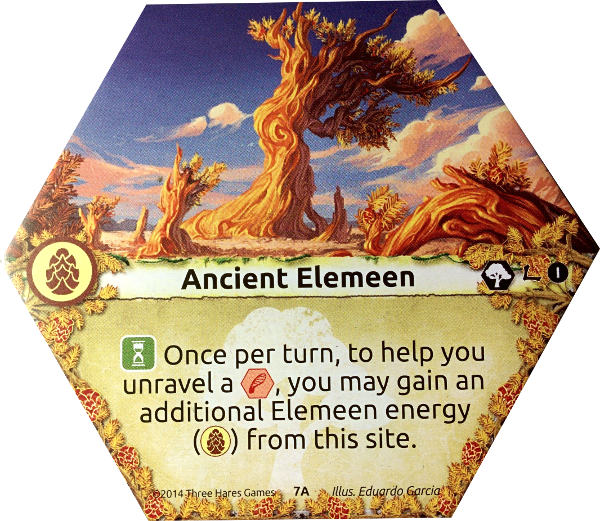 Ancient Elemeen
1
Once per turn, to help you
unravel a , you may gain an
additional Elemeen energy
( ) from this site.
©2014 Three Hares Games 7A Illus. Eduardo Garcia